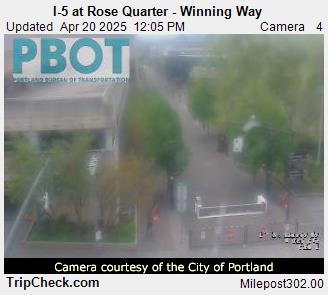 I-5 at Rose Quarter - Winning Way
Updated Apr 20 2025 12:05 PM Camera 4
PBOT
PORTLAND BUREAU OF TRANSPORTATION
Camera courtesy of the City of Portland
TripCheck.com Milepost302.00